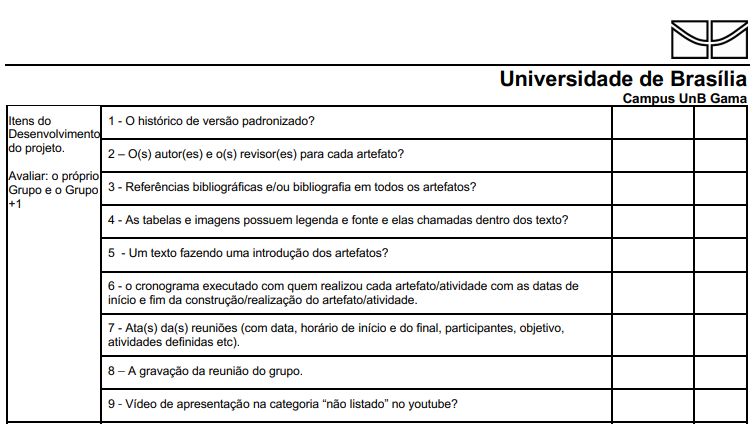 Universidade de Brasília
Campus UnB Gama
Itens do
Desenvolvimento
do projeto.
Avaliar: o próprio
Grupo e o Grupo
+1
1 - O histórico de versão padronizado?
2 – O(s) autor(es) e o(s) revisor(es) para cada artefato?
3 - Referências bibliográficas e/ou bibliografia em todos os artefatos?
4 - As tabelas e imagens possuem legenda e fonte e elas chamadas dentro dos texto?
5 - Um texto fazendo uma introdução dos artefatos?
6 - o cronograma executado com quem realizou cada artefato/atividade com as datas de
início e fim da construção/realização do artefato/atividade.
7 - Ata(s) da(s) reuniões (com data, horário de início e do final, participantes, objetivo,
atividades definidas etc).
8 – A gravação da reunião do grupo.
9 - Vídeo de apresentação na categoria “não listado” no youtube?